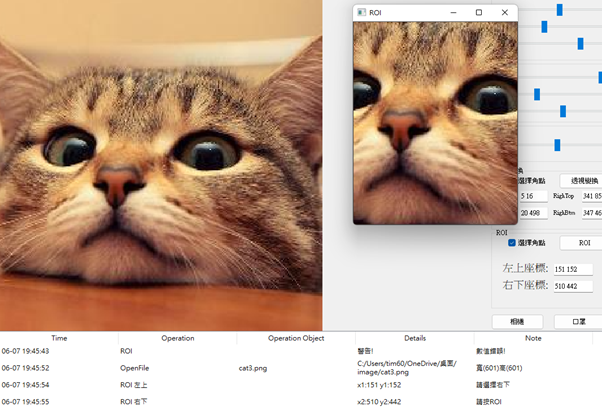 ROI
換
選擇角點
透視變換
5 16
RighTop
341 85
20 498
RighBtm
347 46
ROI
選擇角點
ROI
左上座標:
151 152
右下座標:
510 442
相機
口罩
Time Operation Operation Object Details Note
06-07 19:45:43 ROI 警告! 數值錯誤!
06-07 19:45:52 OpenFile cat3.png C:/Users/tim60/OneDrive/桌面/
image/cat3.png 寬(601)高(601)
06-07 19:45:54 ROI 左上 x1:151 y1:152 請選擇右下
06-07 19:45:55 ROI 右下 x2:510 y2:442 請按ROI